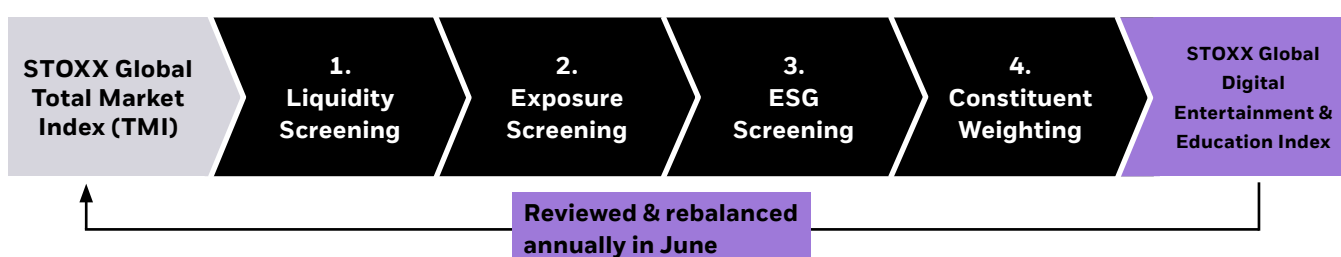 STOXX Global
Total Market
Index (TMI)
1.
Liquidity
Screening
2.
Exposure
Screening
3.
ESG
Screening
4.
Constituent
Weighting
STOXX Global
Digital
Entertainment &
Education Index
Reviewed & rebalanced
annually in June